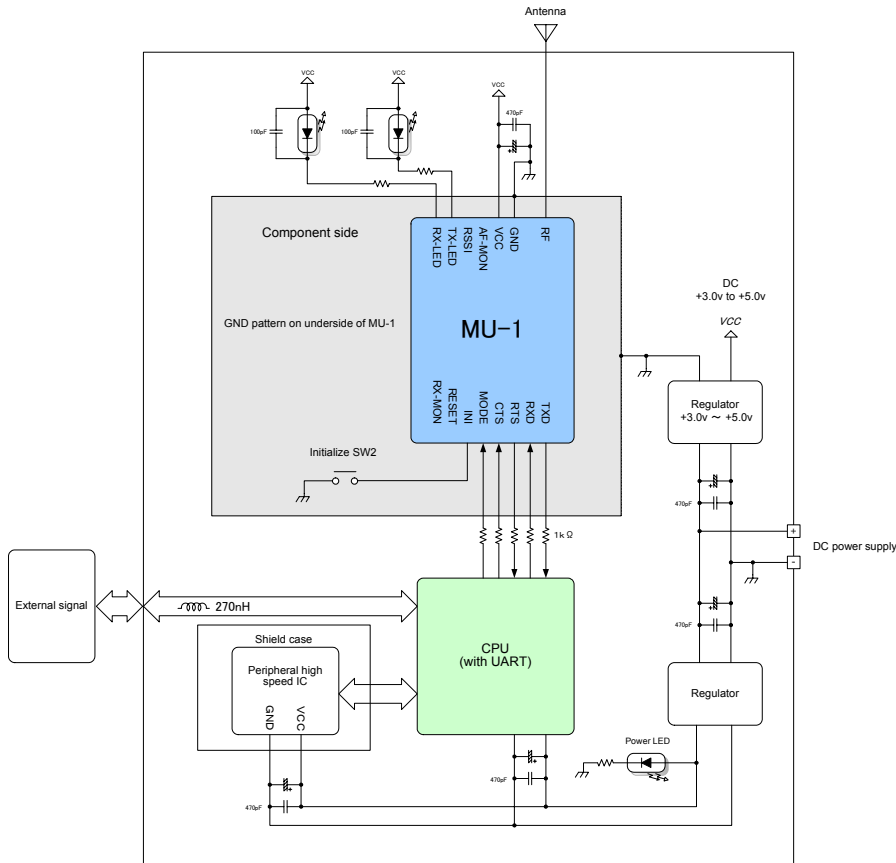 Antenna
VCC
VCC
VCC
470pF
100pF
100pF
Component side
RX-LED
TX-LED
RSSI
AF-MON
VCC
GND
RF
GND pattern on underside of MU-1
MU-1
DC
+3.0v to +5.0v
VCC
Regulator
+3.0v ~ +5.0v
RX-MON
RESET
INI
MODE
CTS
RTS
RXD
TXD
Initialize SW2
470pF
1kΩ
+
DC power supply
-
External signal
270nH
470pF
Shield case
Peripheral high
speed IC
GND
VCC
CPU
(with UART)
Regulator
Power LED
470pF
470pF